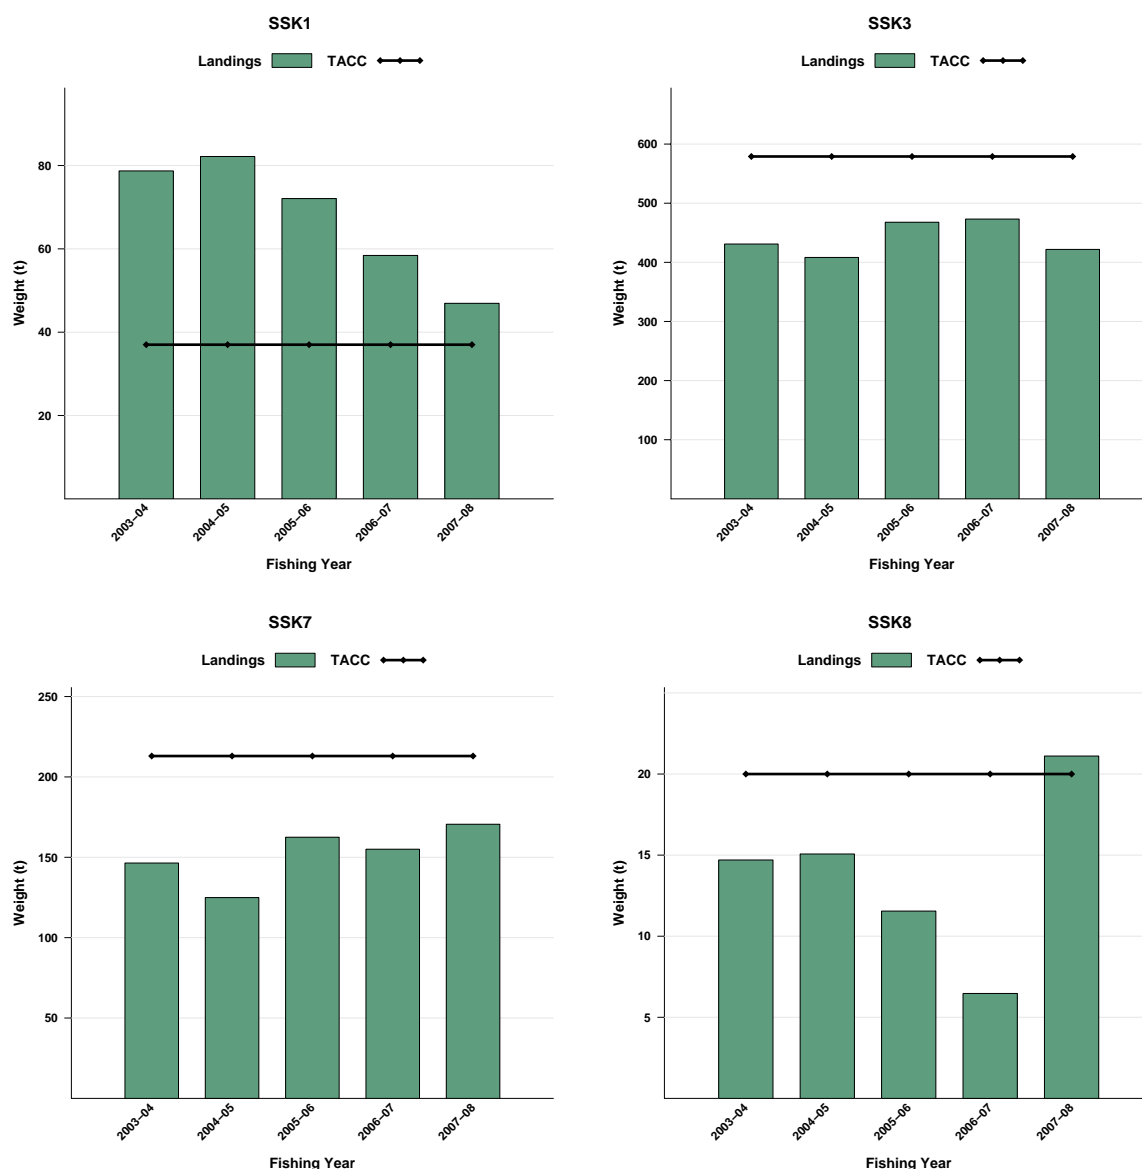 SSK1
Landings TACC
Weight (t)
80
60
40
20
2003–04 2004–05 2005–06 2006–07 2007–08
Fishing Year
SSK3
Landings TACC
Weight (t)
600
500
400
300
200
100
2003–04 2004–05 2005–06 2006–07 2007–08
Fishing Year
SSK7
Landings TACC
Weight (t)
250
200
150
100
50
2003–04 2004–05 2005–06 2006–07 2007–08
Fishing Year
SSK8
Landings TACC
Weight (t)
20
15
10
5
2003–04 2004–05 2005–06 2006–07 2007–08
Fishing Year